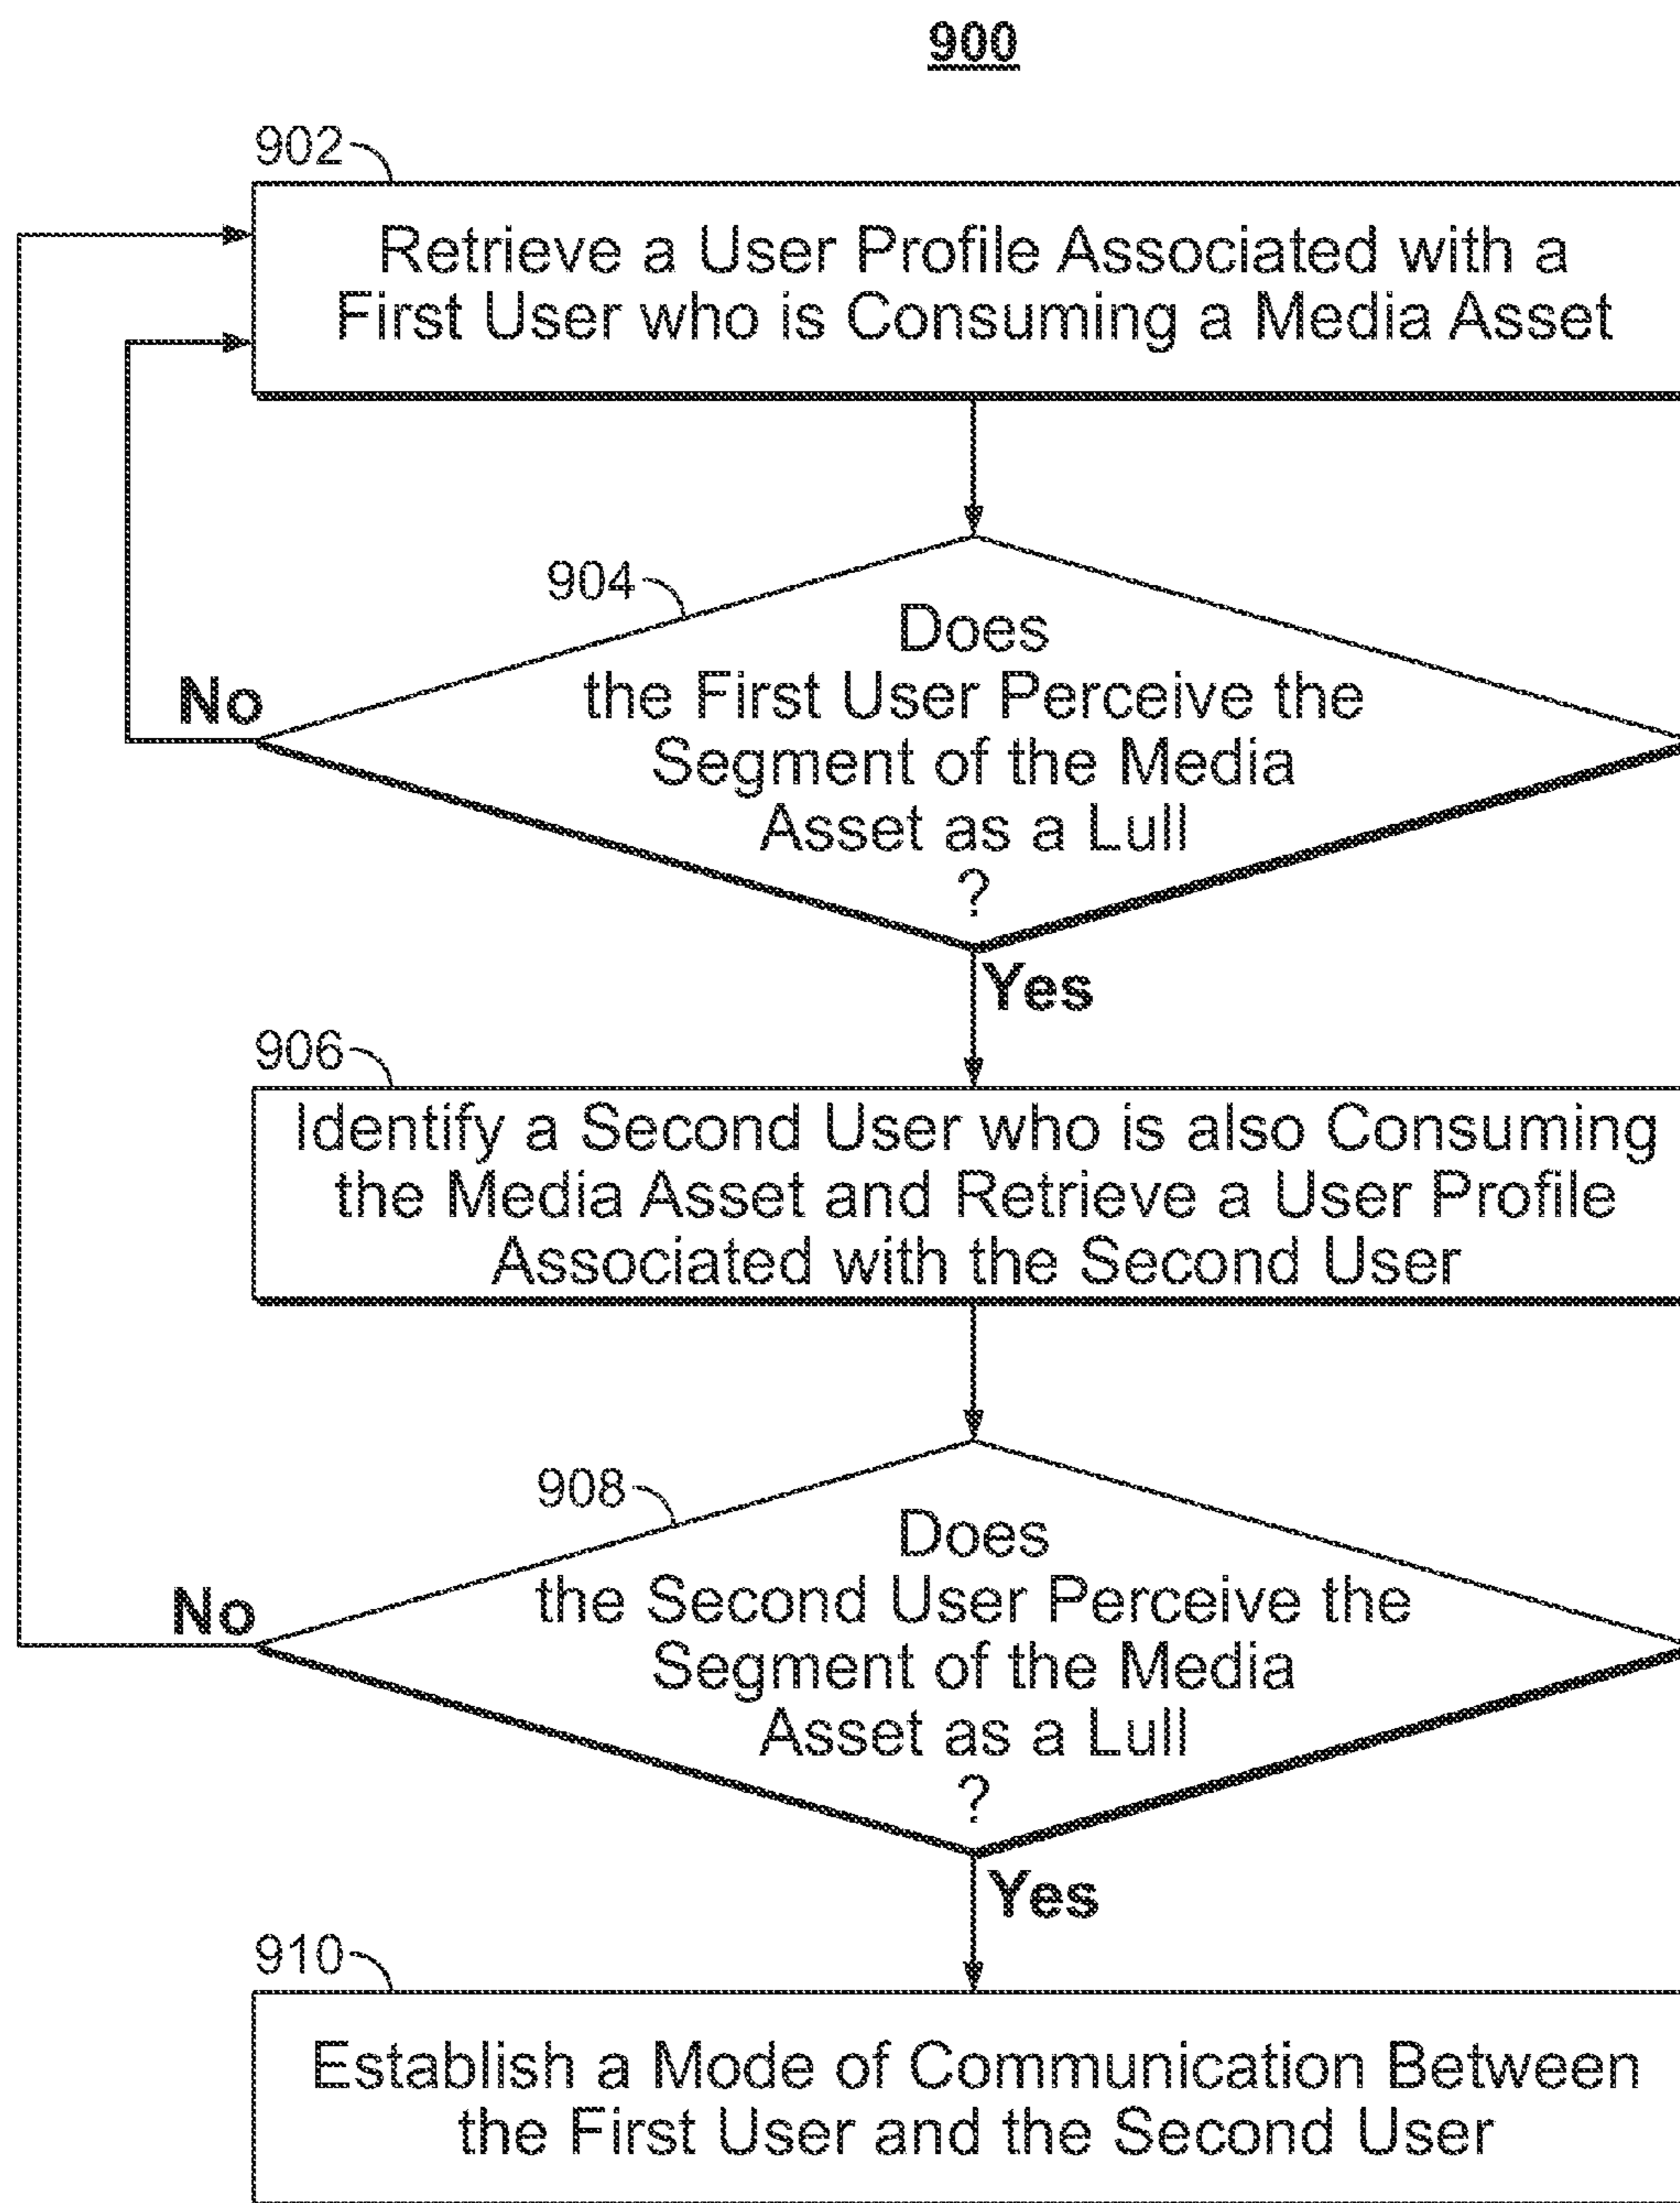 900
902
Retrieve a User Profile Associated with a
First User who is Consuming a Media Asset
904
Does
the First User Perceive the
Segment of the Media
Asset as a Lull
?
No
Yes
906
Identify a Second User who is also Consuming
the Media Asset and Retrieve a User Profile
Associated with the Second User
908
Does
the Second User Perceive the
Segment of the Media
Asset as a Lull
?
No
Yes
910
Establish a Mode of Communication Between
the First User and the Second User